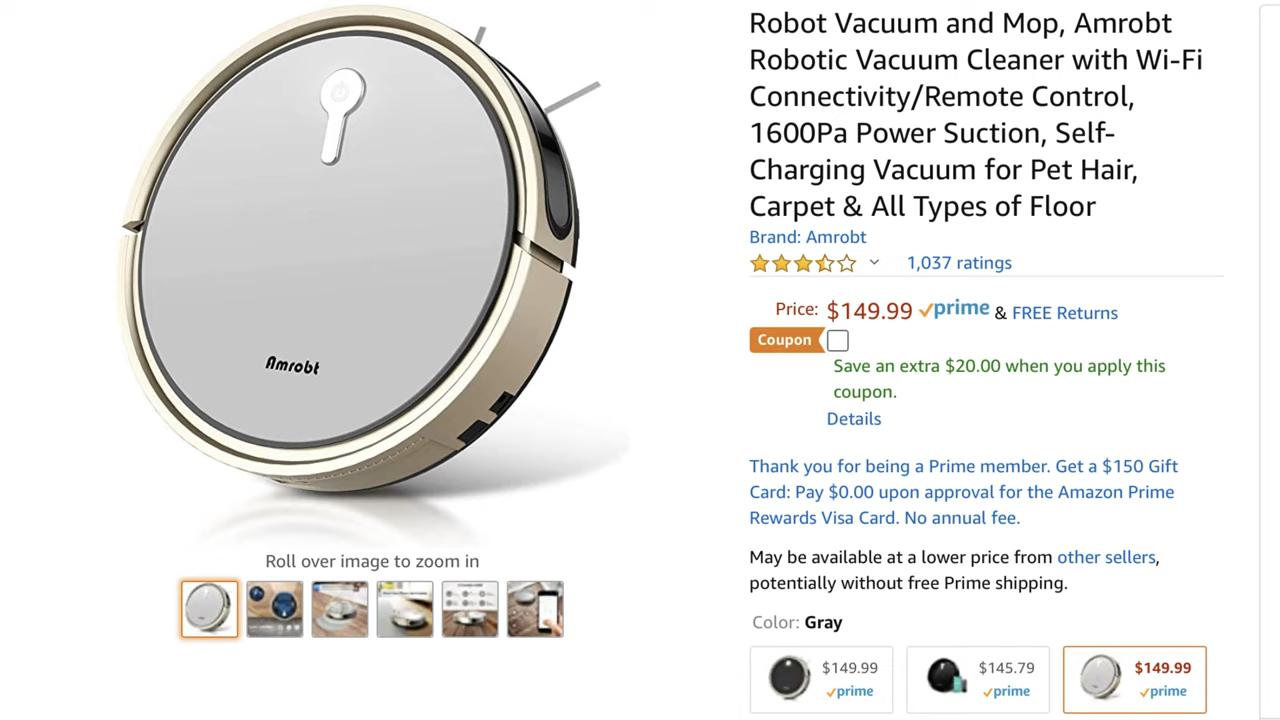 Robot Vacuum and Mop, Amrobt
Robotic Vacuum Cleaner with Wi-Fi
Connectivity/Remote Control,
1600Pa Power Suction, Self-
Charging Vacuum for Pet Hair,
Carpet & All Types of Floor
Brand: Amrobt
1,037 ratings
Price: $149.99 prime & FREE Returns
Coupon
Save an extra $20.00 when you apply this
coupon.
Details
Thank you for being a Prime member. Get a $150 Gift
Card: Pay $0.00 upon approval for the Amazon Prime
Rewards Visa Card. No annual fee.
May be available at a lower price from other sellers,
potentially without free Prime shipping.
Color: Gray
$149.99
prime
$145.79
prime
$149.99
prime
Amrobt
Roll over image to zoom in